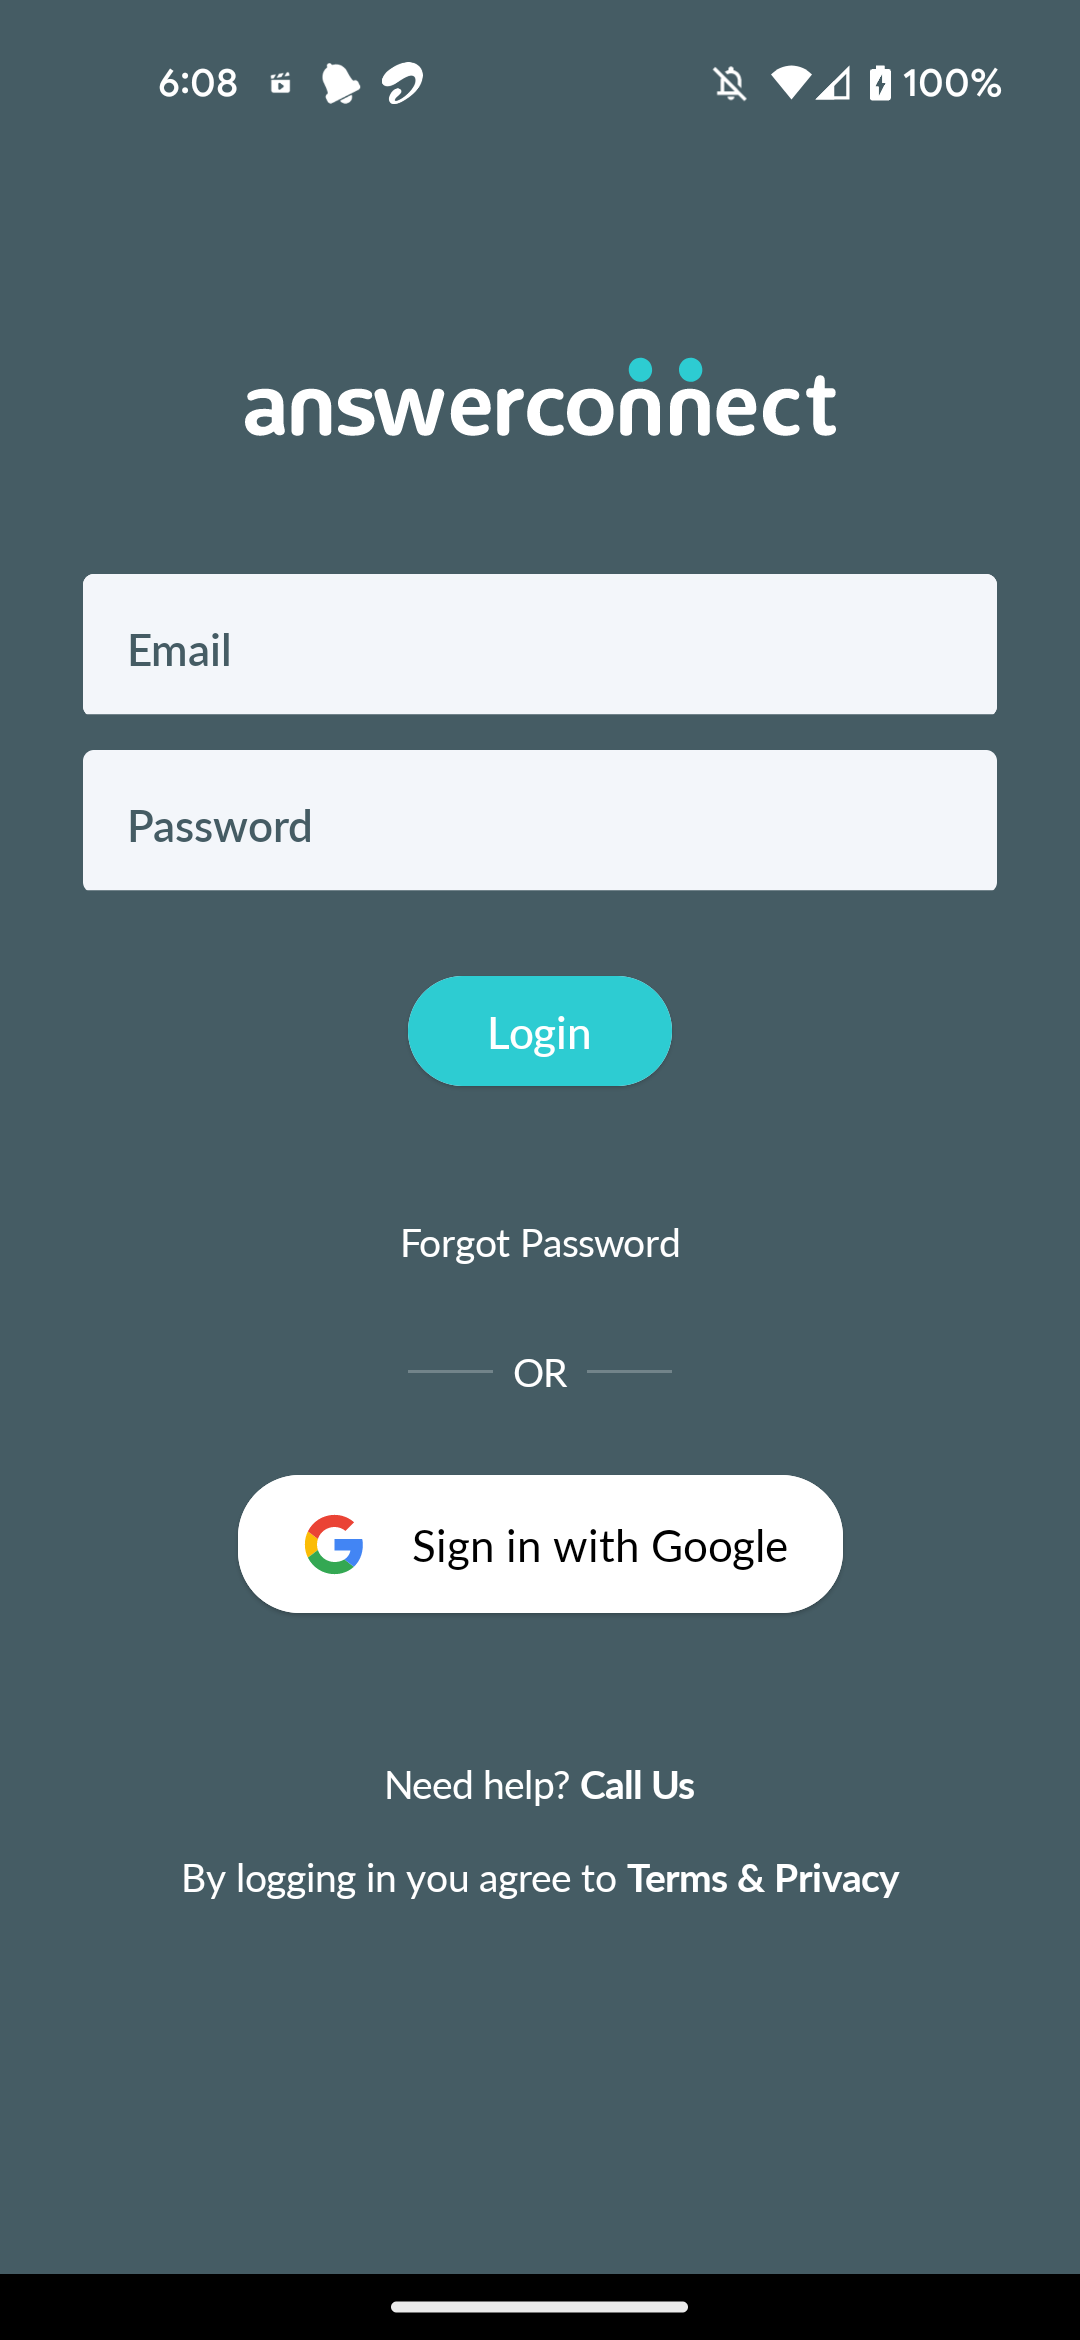 6:08 100%
answerconnect
Email
Password
Login
Forgot Password
OR
Sign in with Google
Need help? Call Us
By logging in you agree to Terms & Privacy